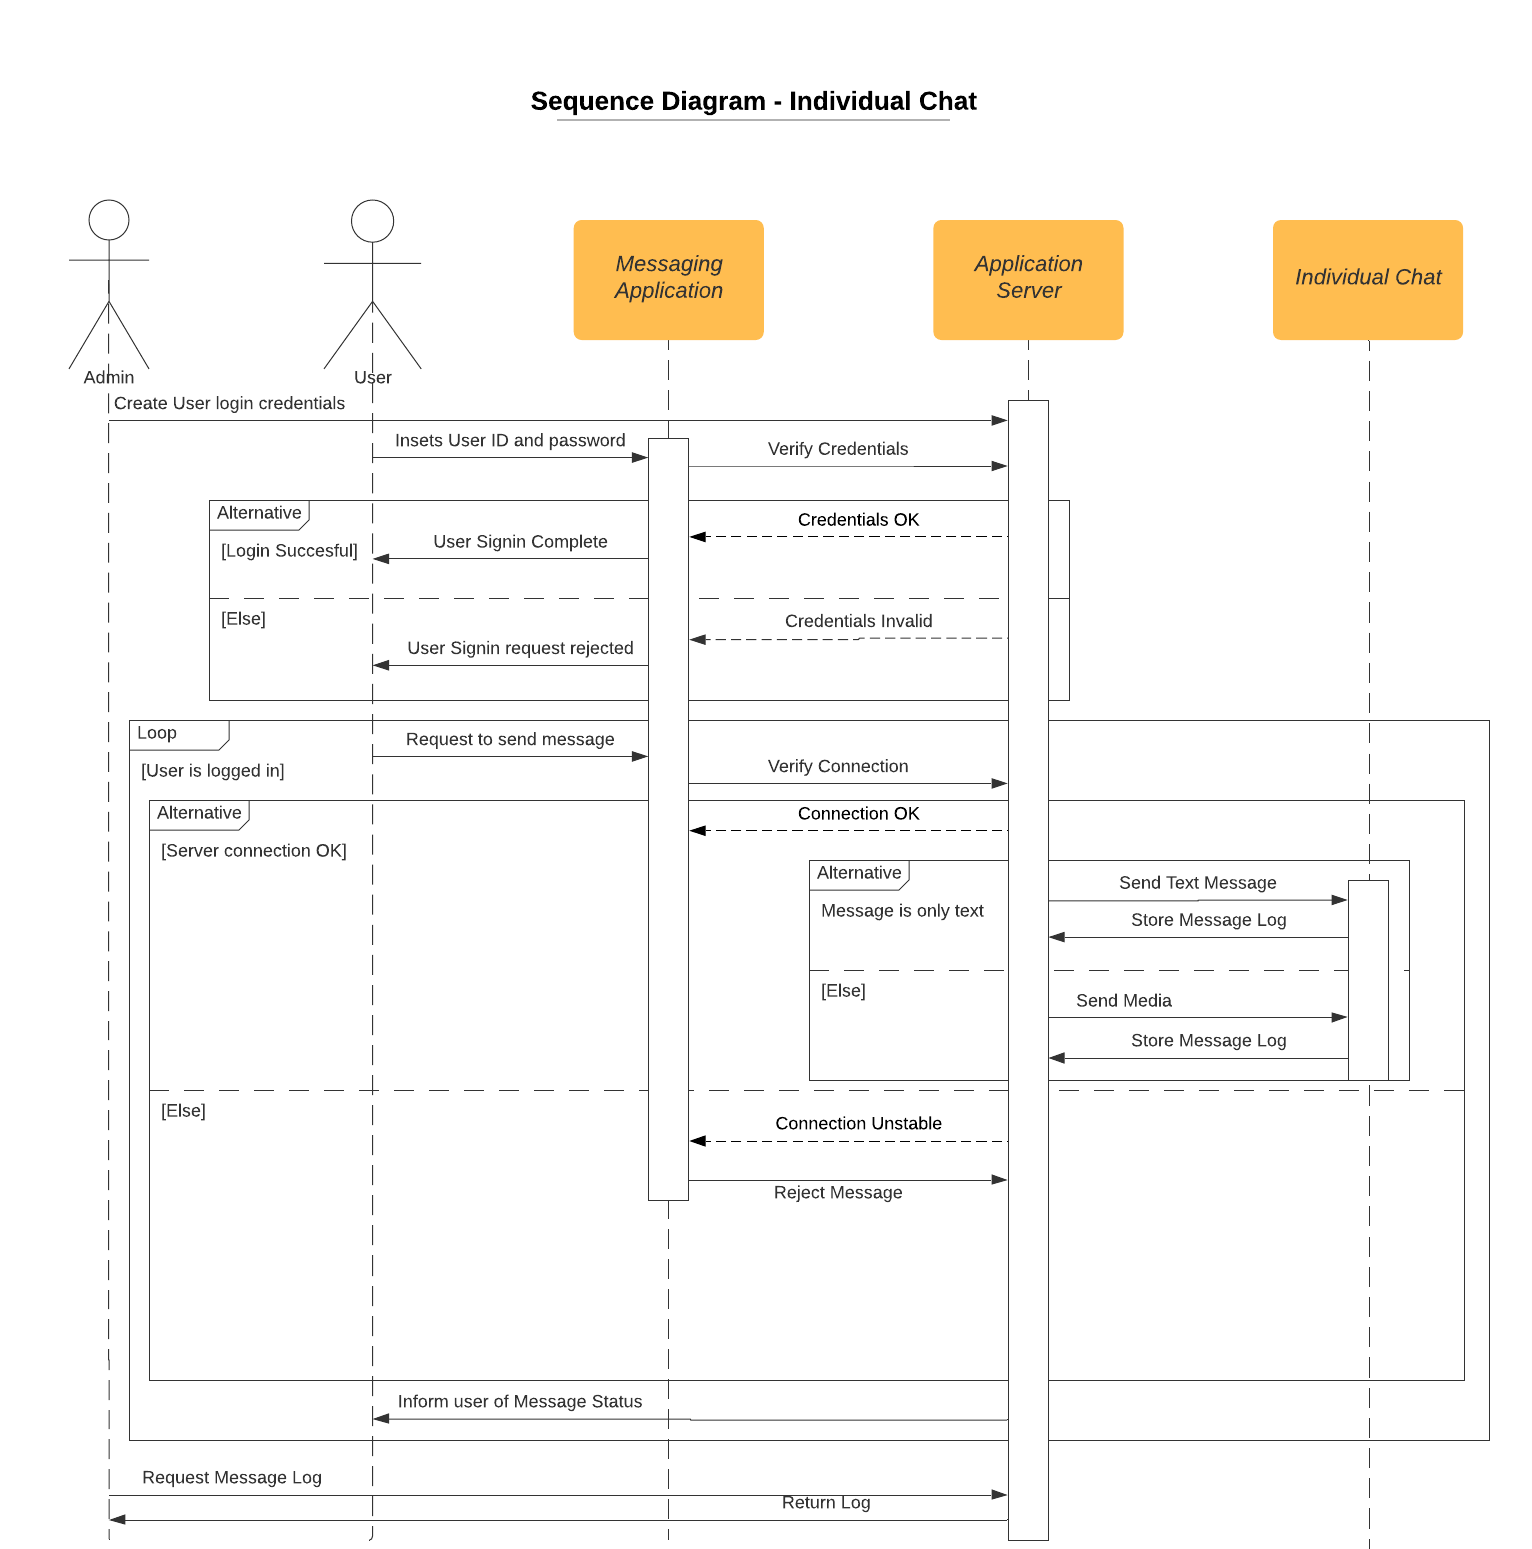 Sequence Diagram - Individual Chat
Messaging
Application
Application
Server
Individual Chat
Admin
User
Create User login credentials
Insets User ID and password
Verify Credentials
Alternative
Credentials OK
[Login Succesful]
User Signin Complete
[Else]
Credentials Invalid
User Signin request rejected
Loop
Request to send message
[User is logged in]
Verify Connection
Alternative
Connection OK
[Server connection OK]
Alternative
Send Text Message
Message is only text
Store Message Log
[Else]
Send Media
Store Message Log
[Else]
Connection Unstable
Reject Message
Inform user of Message Status
Request Message Log
Return Log